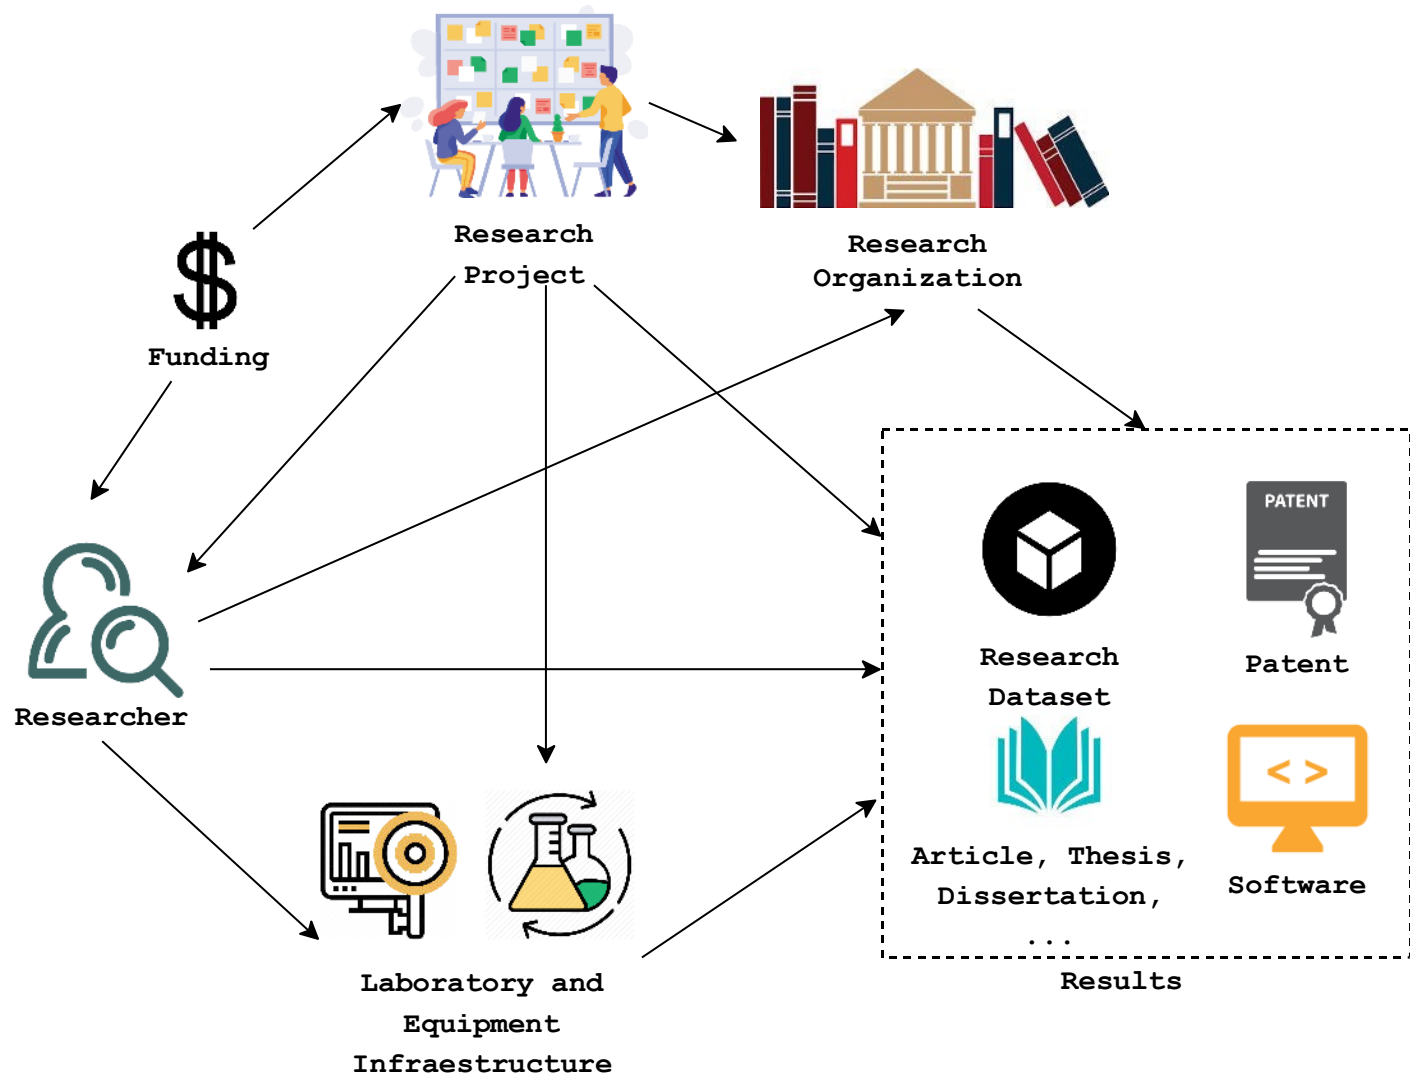 Research
Project
Research
Organization
Funding
PATENT
Research
Dataset
Patent
Researcher
< >
Article, Thesis,
Dissertation,
...
Software
Results
Laboratory and
Equipment
Infraestructure